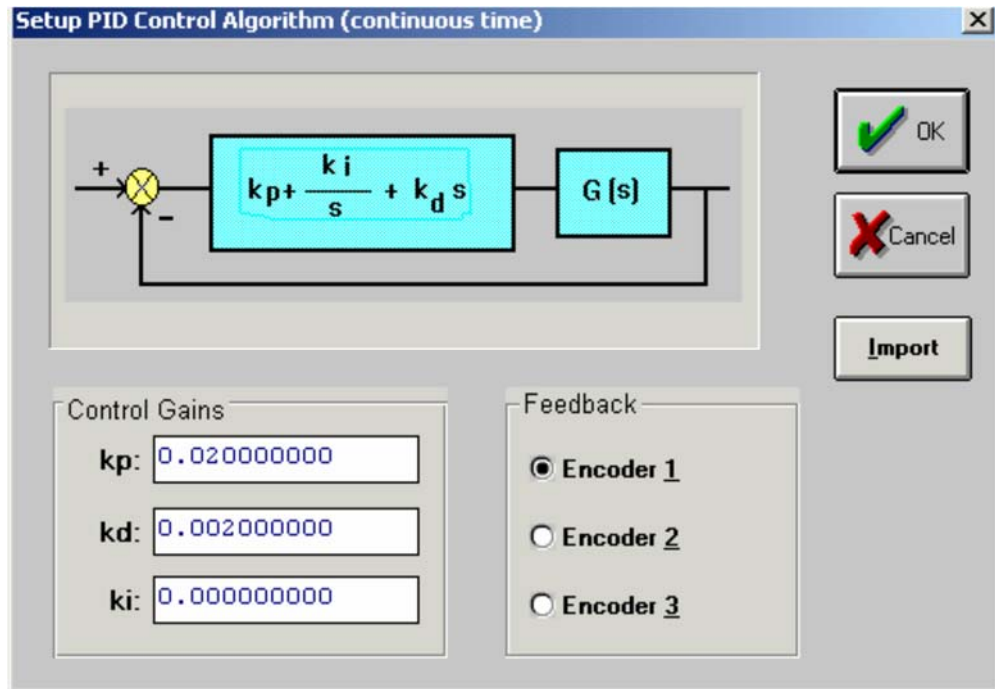 Setup PID Control Algorithm (continuous time)
+
-
kp+ ki/s + kd s
G (s)
OK
Cancel
Import
Control Gains
kp: 0.020000000
kd: 0.002000000
ki: 0.000000000
Feedback
Encoder 1
Encoder 2
Encoder 3